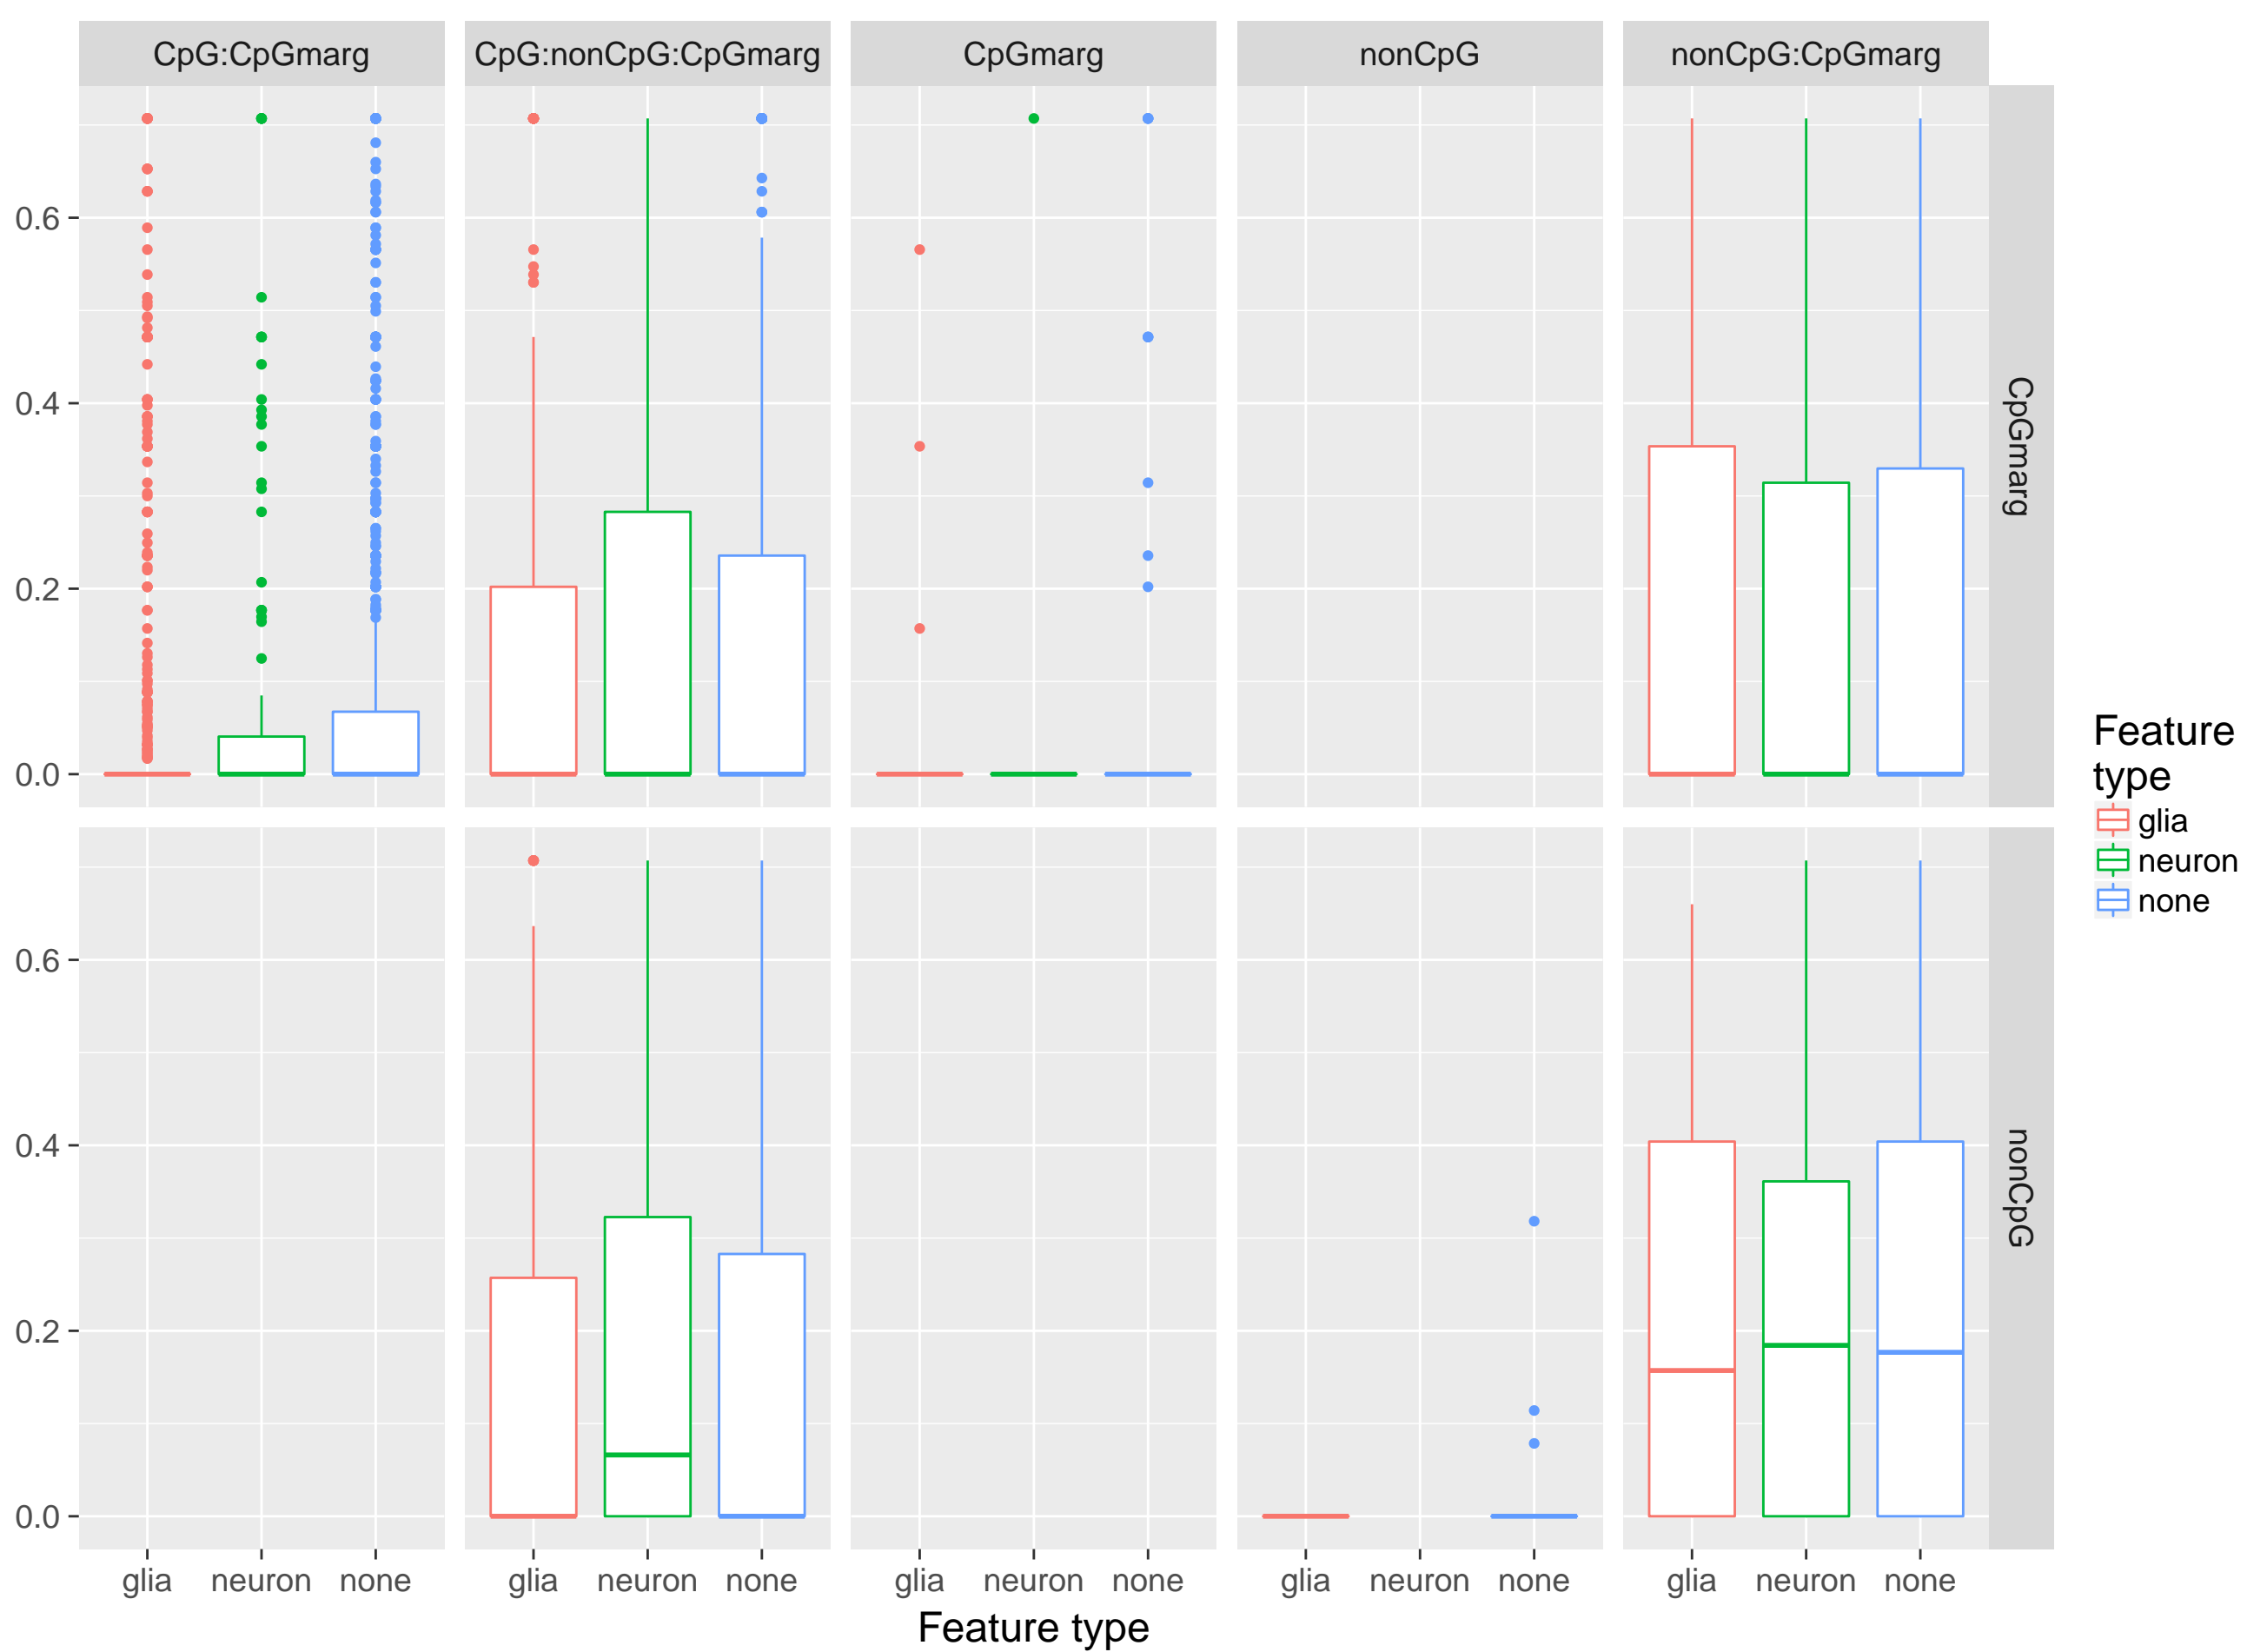 CpG:CpGmarg CpG:nonCpG:CpGmarg CpGmarg nonCpG nonCpG:CpGmarg
0.6
0.4
0.2
0.0
CpGmarg
0.6
0.4
0.2
0.0
nonCpG
glia neuron none glia neuron none glia neuron none glia neuron none glia neuron none
Feature type
Feature
type
glia
neuron
none